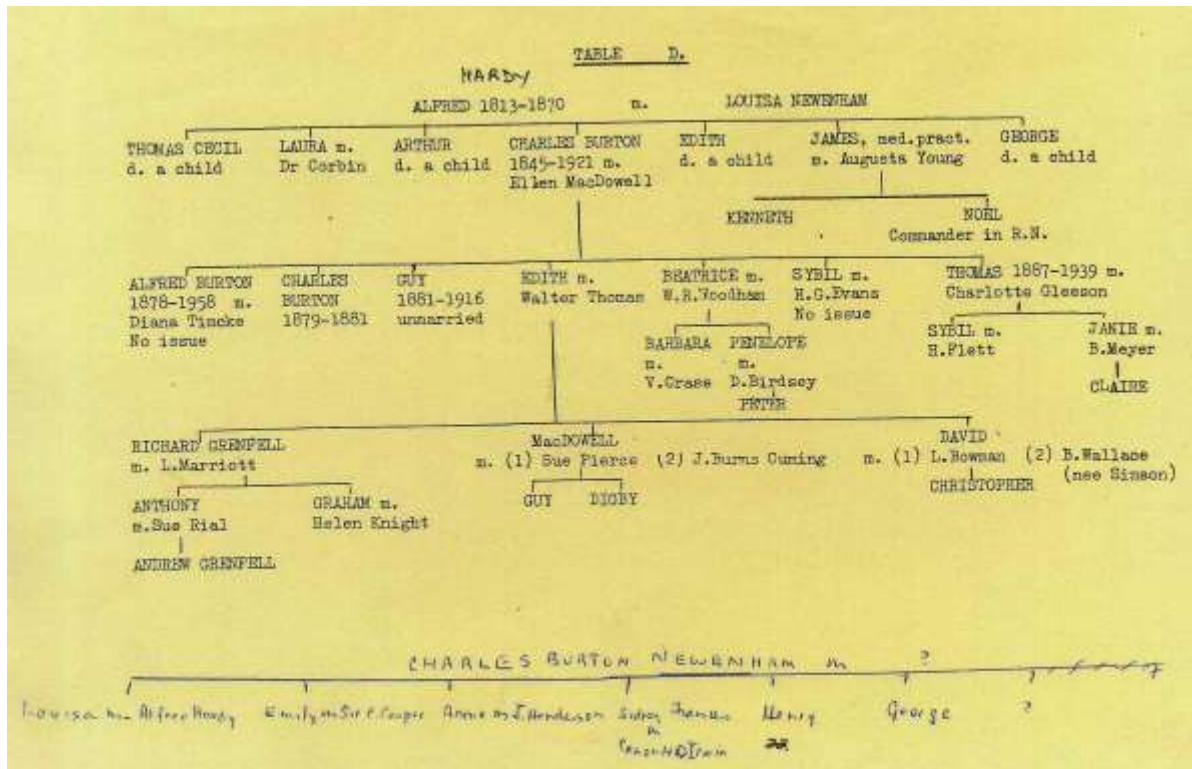 TABLE D.
HARDY
ALFRED 1813-1870 m. LOUISA NEWENHAM
THOMAS CECIL LAURA m. ARTHUR CHARLES BURTON EDITH JAMES, med.pract. GEORGE
d. a child Dr Corbin d. a child 1845-1921 m. d. a child m. Augusta Young d. a child
Ellen MacDowell
KENNETH NOEL
Commander in R.N.
ALFRED BURTON CHARLES GUY EDITH m. BEATRICE m. SYBIL m. THOMAS 1887-1939 m.
1878-1958 m. BURTON 1881-1916 Walter Thomas W.R.Woodham H.G.Evans Charlotte Gleeson
Diana Timcke 1879-1881 unmarried No issue
No issue
SYBIL m. JANIE m.
H.Flett B.Meyer
BARBARA PENELOPE
m. m.
V.Crase D.Birdsey
CLAIRE
PETER
RICHARD GRENFELL MacDOWELL DAVID
m. L.Marriott m. (1) Sue Pierce (2) J.Burns Cuming m. (1) L.Bowman (2) B.Wallace
(nee Simson)
CHRISTOPHER
ANTHONY GRAHAM m. GUY DIGBY
m.Sue Rial Helen Knight
ANDREW GRENFELL
CHARLES BURTON NEWENHAM m ?
Louisa m. Alfred Hardy Emily m Sir C Cooper Annie m J. Henderson Thomas Henry George ?
m